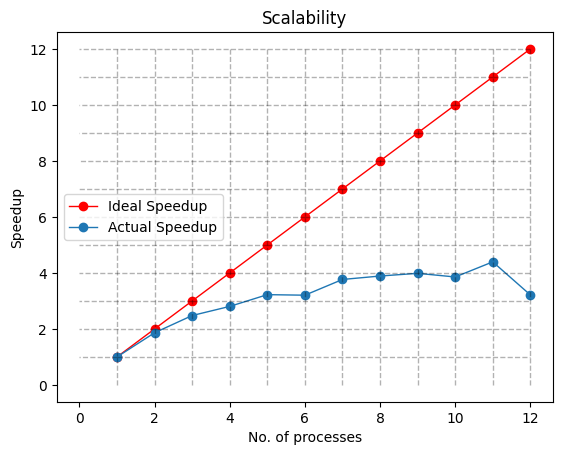 Scalability
12
10
8
6
4
2
0
Speedup
Ideal Speedup
Actual Speedup
0 2 4 6 8 10 12
No. of processes